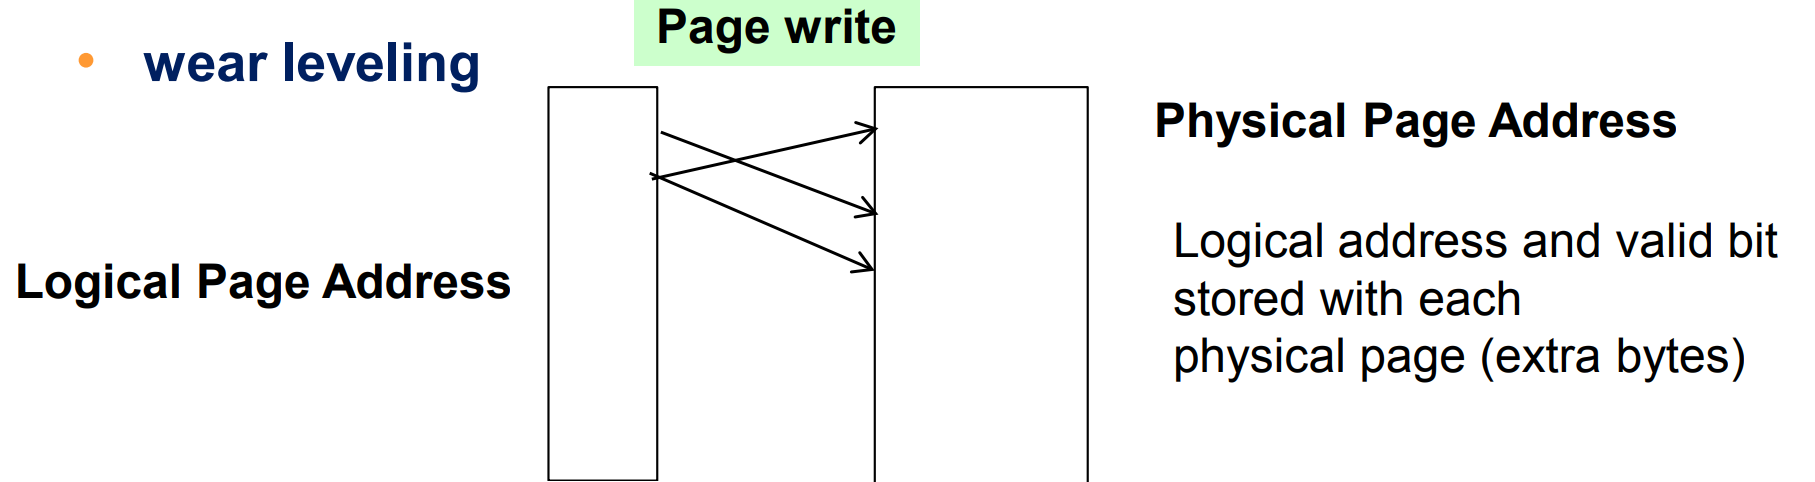 Page write
• wear leveling
Physical Page Address
Logical address and valid bit
stored with each
physical page (extra bytes)
Logical Page Address